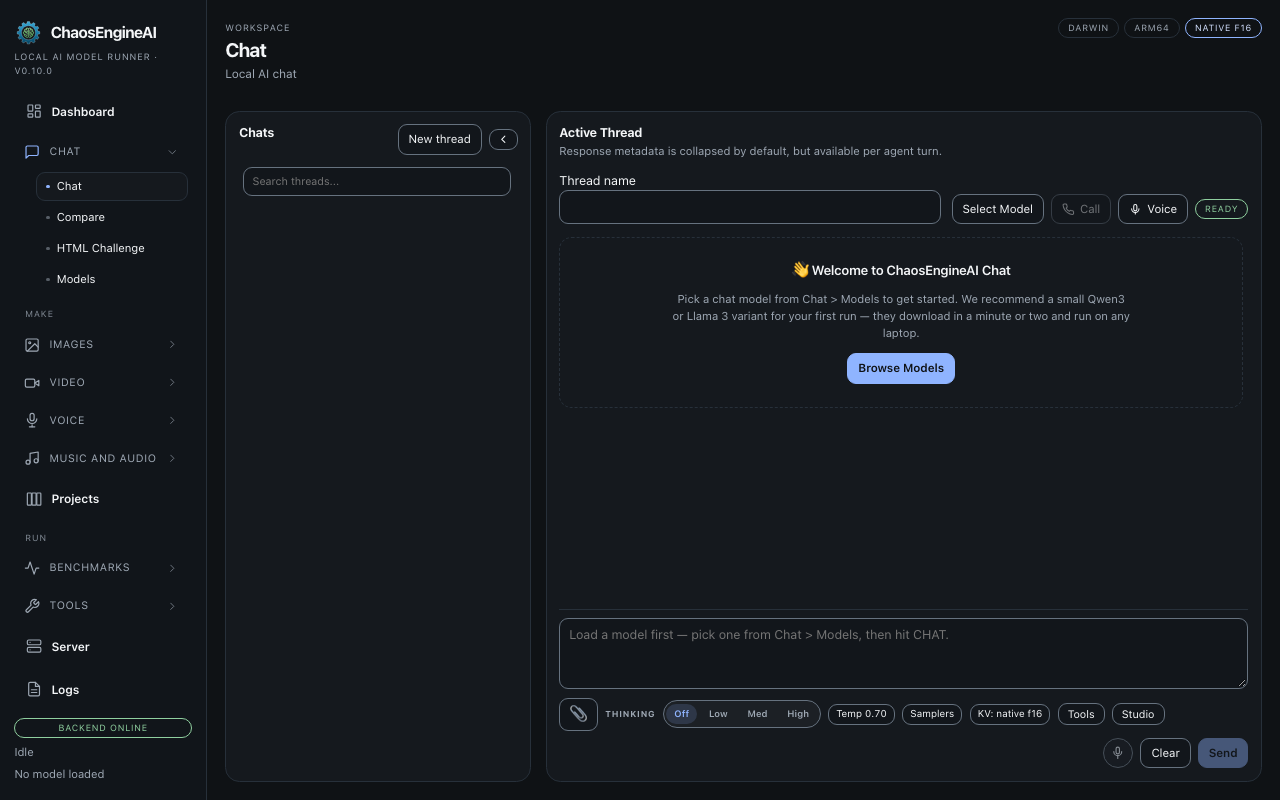 ChaosEngineAI
LOCAL AI MODEL RUNNER ·
V0.10.0
Dashboard
CHAT
Chat
Compare
HTML Challenge
Models
MAKE
IMAGES
VIDEO
VOICE
MUSIC AND AUDIO
Projects
RUN
BENCHMARKS
TOOLS
Server
Logs
BACKEND ONLINE
Idle
No model loaded
WORKSPACE
Chat
Local AI chat
DARWIN
ARM64
NATIVE F16
Chats
New thread
Search threads...
Active Thread
Response metadata is collapsed by default, but available per agent turn.
Thread name
Select Model
Call
Voice
READY
👋 Welcome to ChaosEngineAI Chat
Pick a chat model from Chat > Models to get started. We recommend a small Qwen3
or Llama 3 variant for your first run — they download in a minute or two and run on any
laptop.
Browse Models
Load a model first — pick one from Chat > Models, then hit CHAT.
THINKING
Off
Low
Med
High
Temp 0.70
Samplers
KV: native f16
Tools
Studio
Clear
Send